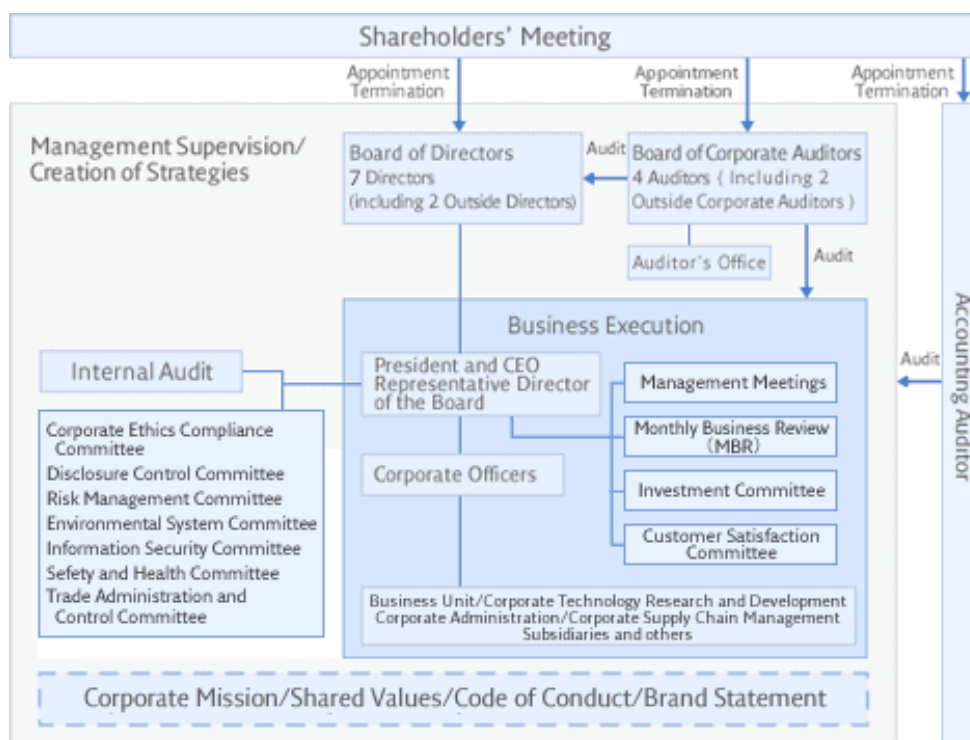 Shareholders' Meeting
Appointment
Termination
Appointment
Termination
Appointment
Termination
Management Supervision/
Creation of Strategies
Board of Directors
7 Directors
(including 2 Outside Directors)
Audit
Board of Corporate Auditors
4 Auditors ( Including 2
Outside Corporate Auditors )
Auditor's Office
Audit
Business Execution
Internal Audit
President and CEO
Representative Director
of the Board
Management Meetings
Audit
Accounting Auditor
Corporate Ethics Compliance
Committee
Disclosure Control Committee
Risk Management Committee
Environmental System Committee
Information Security Committee
Sefety and Health Committee
Trade Administration and
Control Committee
Monthly Business Review
(MBR)
Corporate Officers
Investment Committee
Customer Satisfaction
Committee
Business Unit/Corporate Technology Research and Development
Corporate Administration/Corporate Supply Chain Management
Subsidiaries and others
Corporate Mission/Shared Values/Code of Conduct/Brand Statement